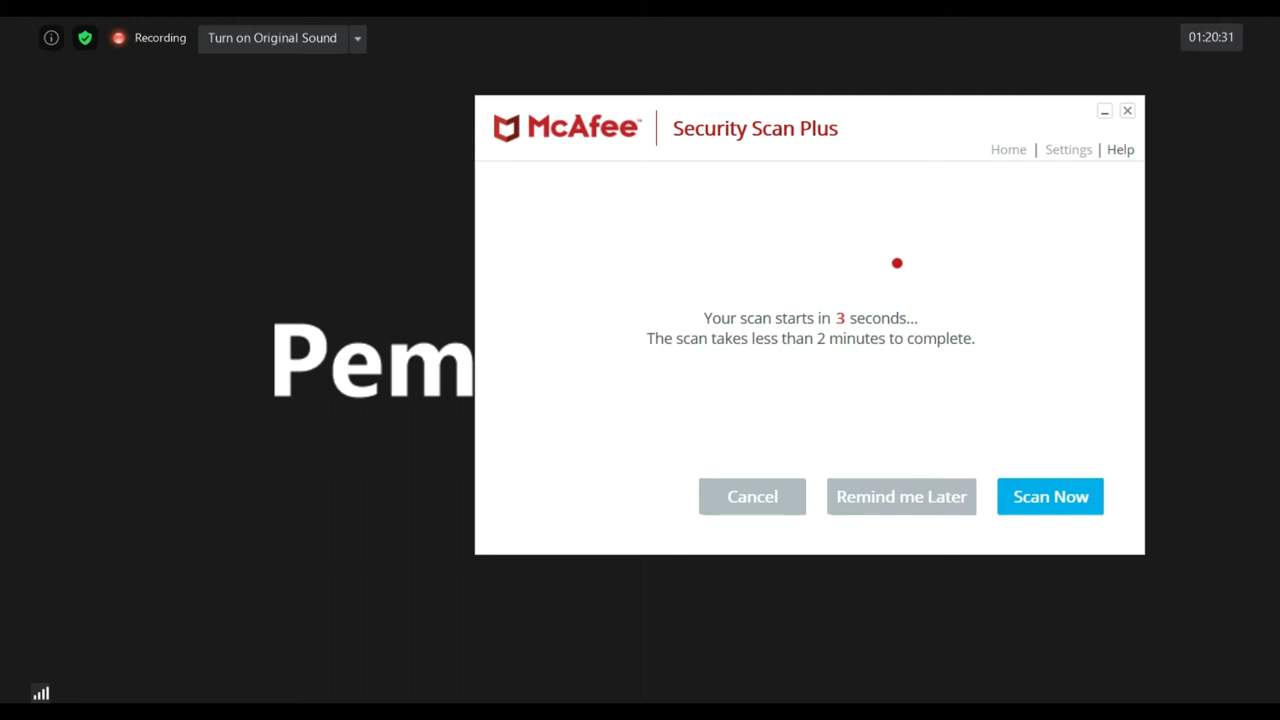 Recording
Turn on Original Sound
01:20:31
McAfee™
Security Scan Plus
Home | Settings | Help
Pem
Your scan starts in 3 seconds...
The scan takes less than 2 minutes to complete.
Cancel
Remind me Later
Scan Now